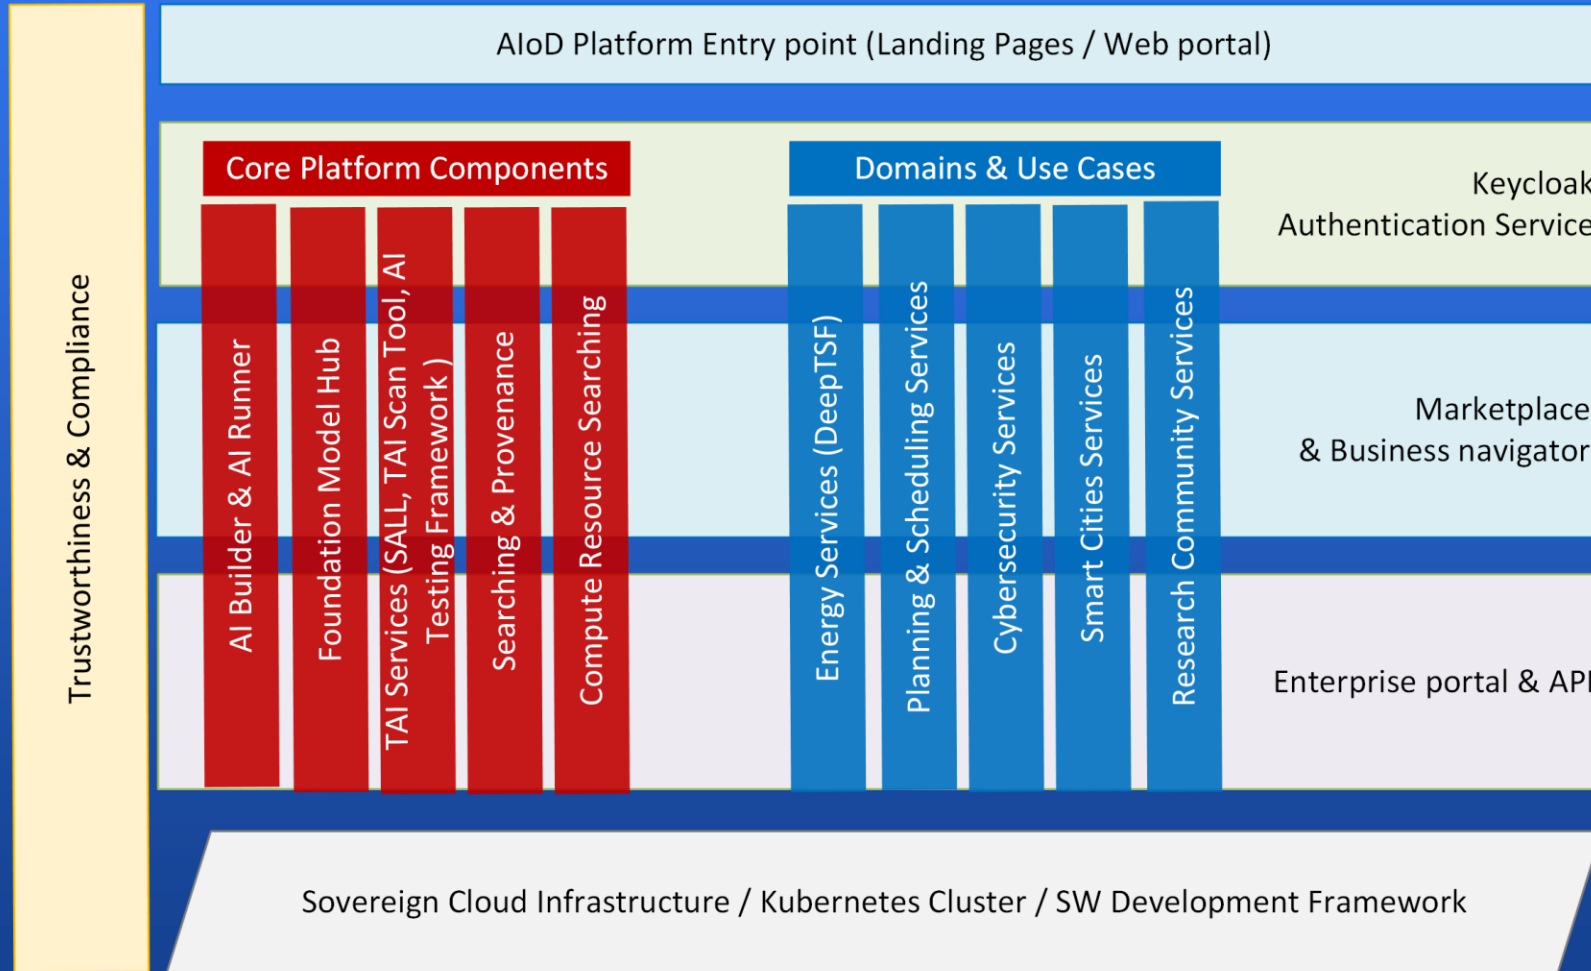 AIoD Platform Entry point (Landing Pages / Web portal)
Trustworthiness & Compliance
Core Platform Components
AI Builder & AI Runner
Foundation Model Hub
TAI Services (SALL, TAI Scan Tool, AI
Testing Framework )
Searching & Provenance
Compute Resource Searching
Domains & Use Cases
Energy Services (DeepTSF)
Planning & Scheduling Services
Cybersecurity Services
Smart Cities Services
Research Community Services
Keycloak
Authentication Service
Marketplace
& Business navigator
Enterprise portal & API
Sovereign Cloud Infrastructure / Kubernetes Cluster / SW Development Framework